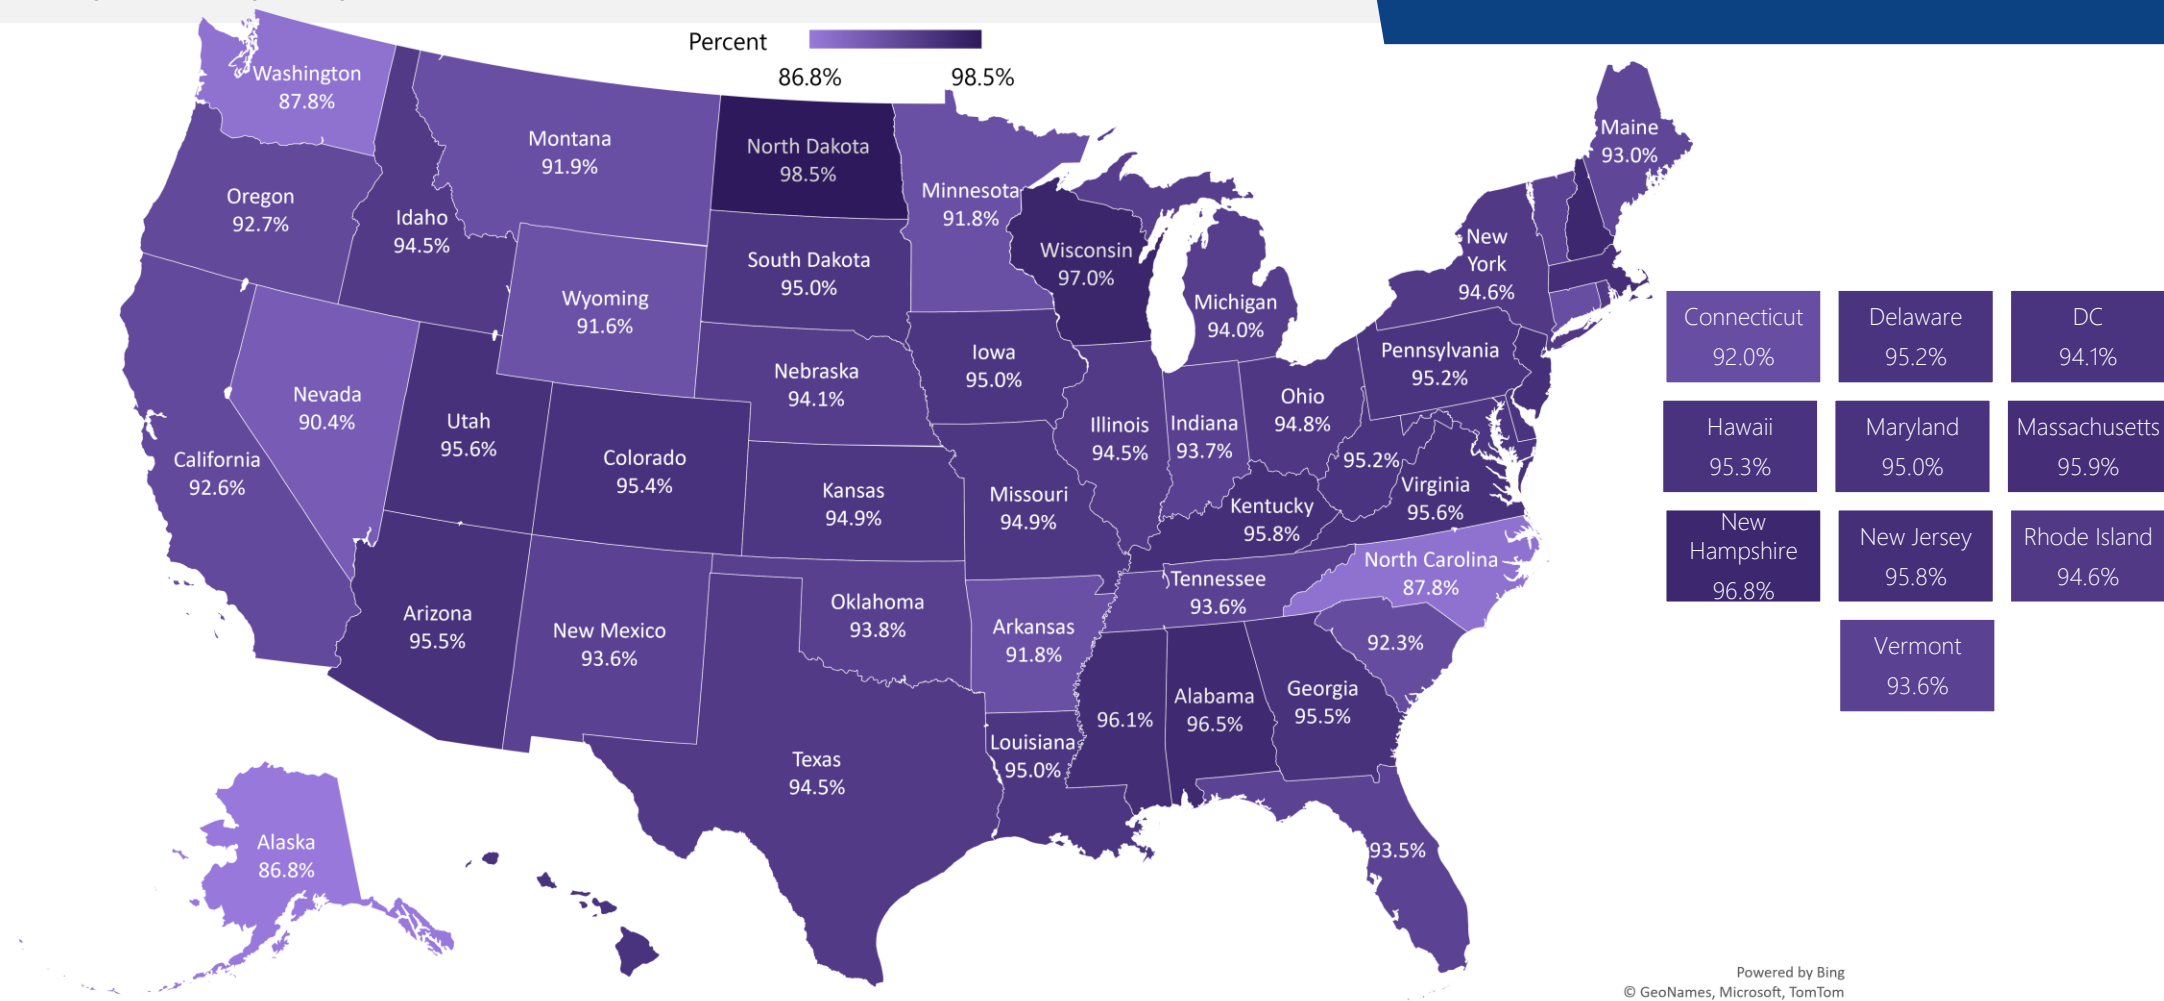 Percent
86.8% 98.5%
Washington
87.8%
Montana
91.9%
North Dakota
98.5%
Minnesota
91.8%
Maine
93.0%
Oregon
92.7%
Idaho
94.5%
Wyoming
91.6%
South Dakota
95.0%
Wisconsin
97.0%
Michigan
94.0%
New
York
94.6%
Nevada
90.4%
Utah
95.6%
Colorado
95.4%
Nebraska
94.1%
Iowa
95.0%
Illinois
94.5%
Indiana
93.7%
Ohio
94.8%
Pennsylvania
95.2%
California
92.6%
Kansas
94.9%
Missouri
94.9%
Kentucky
95.8%
95.2%
Virginia
95.6%
Arizona
95.5%
New Mexico
93.6%
Oklahoma
93.8%
Arkansas
91.8%
Tennessee
93.6%
North Carolina
87.8%
92.3%
Texas
94.5%
Louisiana
95.0%
96.1%
Alabama
96.5%
Georgia
95.5%
93.5%
Alaska
86.8%
Connecticut
92.0%
Delaware
95.2%
DC
94.1%
Hawaii
95.3%
Maryland
95.0%
Massachusetts
95.9%
New
Hampshire
96.8%
New Jersey
95.8%
Rhode Island
94.6%
Vermont
93.6%
Powered by Bing
© GeoNames, Microsoft, TomTom